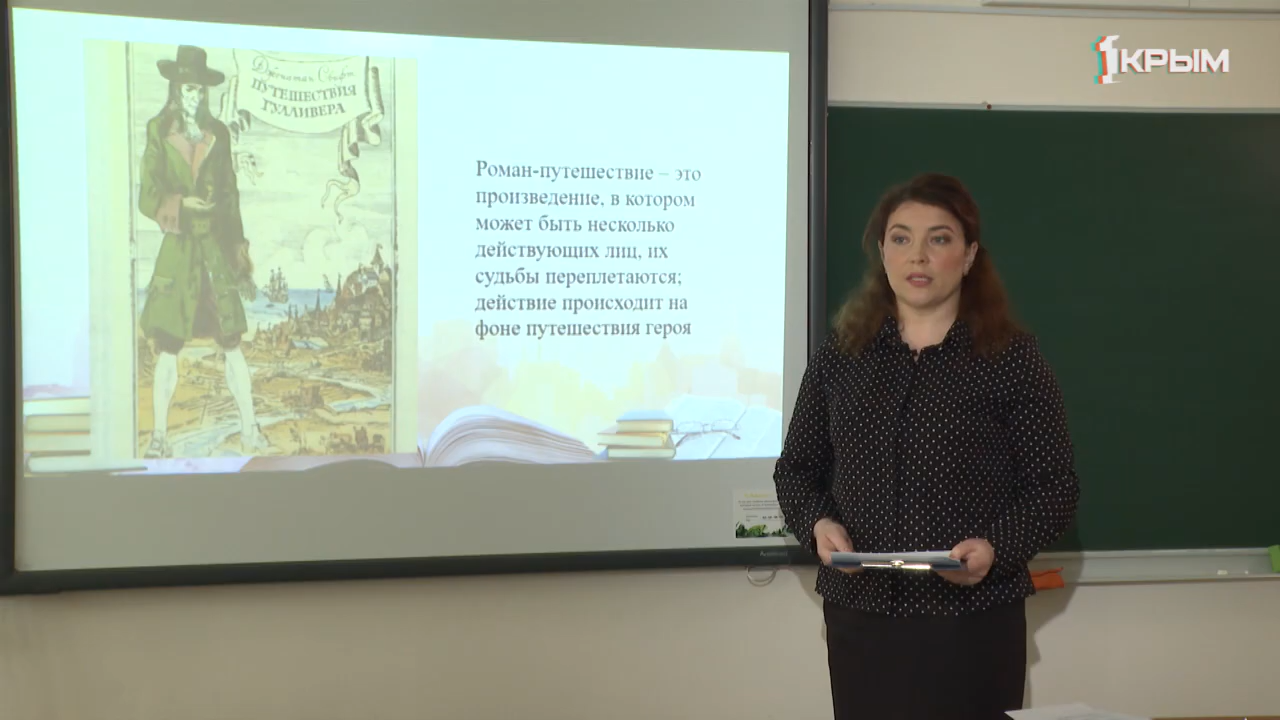 1КРЫМ
Джонатан Свифт
ПУТЕШЕСТВИЯ
ГУЛЛИВЕРА
Роман-путешествие – это
произведение, в котором
может быть несколько
действующих лиц, их
судьбы переплетаются;
действие происходит на
фоне путешествия героя